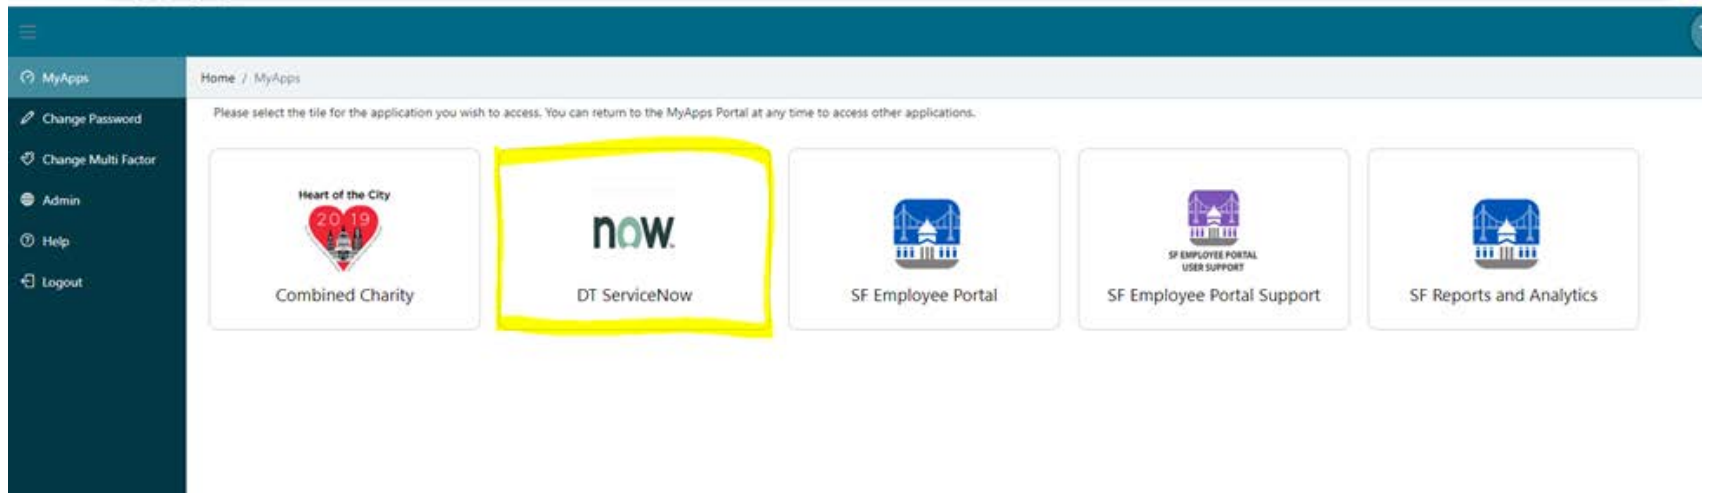 MyApps
Change Password
Change Multi Factor
Admin
Help
Logout
Home / MyApps
Please select the tile for the application you wish to access. You can return to the MyApps Portal at any time to access other applications.
Heart of the City
2019
Combined Charity
now.
DT ServiceNow
SF Employee Portal
SF EMPLOYEE PORTAL
USER SUPPORT
SF Employee Portal Support
SF Reports and Analytics